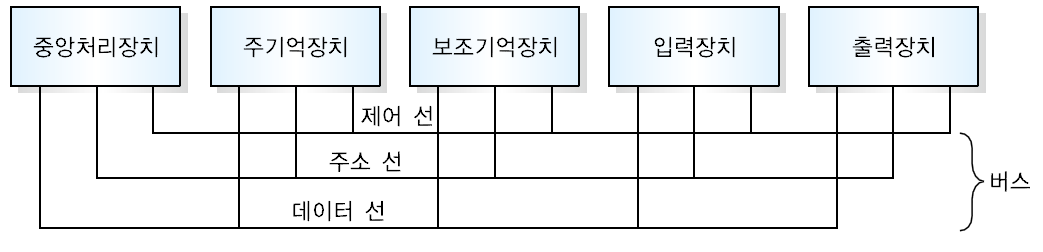 중앙처리장치
주기억장치
보조기억장치
입력장치
출력장치
제어 선
주소 선
버스
데이터 선